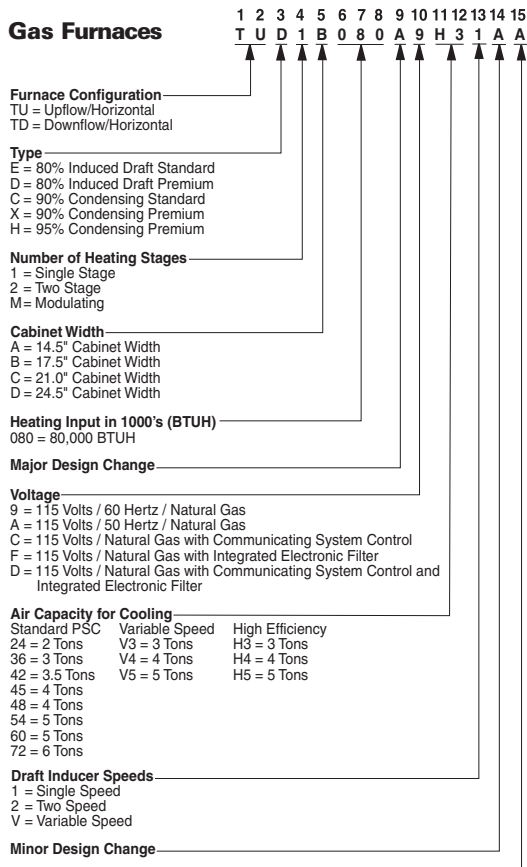 Gas Furnaces
1 2 3 4 5 6 7 8 9 10 11 12 13 14 15
T U D 1 B 0 8 0 A 9 H 3 1 A A
Furnace Configuration
TU = Upflow/Horizontal
TD = Downflow/Horizontal
Type
E = 80% Induced Draft Standard
D = 80% Induced Draft Premium
C = 90% Condensing Standard
X = 90% Condensing Premium
H = 95% Condensing Premium
Number of Heating Stages
1 = Single Stage
2 = Two Stage
M= Modulating
Cabinet Width
A = 14.5" Cabinet Width
B = 17.5" Cabinet Width
C = 21.0" Cabinet Width
D = 24.5" Cabinet Width
Heating Input in 1000's (BTUH)
080 = 80,000 BTUH
Major Design Change
Voltage
9 = 115 Volts / 60 Hertz / Natural Gas
A = 115 Volts / 50 Hertz / Natural Gas
C = 115 Volts / Natural Gas with Communicating System Control
F = 115 Volts / Natural Gas with Integrated Electronic Filter
D = 115 Volts / Natural Gas with Communicating System Control and
Integrated Electronic Filter
Air Capacity for Cooling
Standard PSC Variable Speed High Efficiency
24 = 2 Tons V3 = 3 Tons H3 = 3 Tons
36 = 3 Tons V4 = 4 Tons H4 = 4 Tons
42 = 3.5 Tons V5 = 5 Tons H5 = 5 Tons
45 = 4 Tons
48 = 4 Tons
54 = 5 Tons
60 = 5 Tons
72 = 6 Tons
Draft Inducer Speeds
1 = Single Speed
2 = Two Speed
V = Variable Speed
Minor Design Change